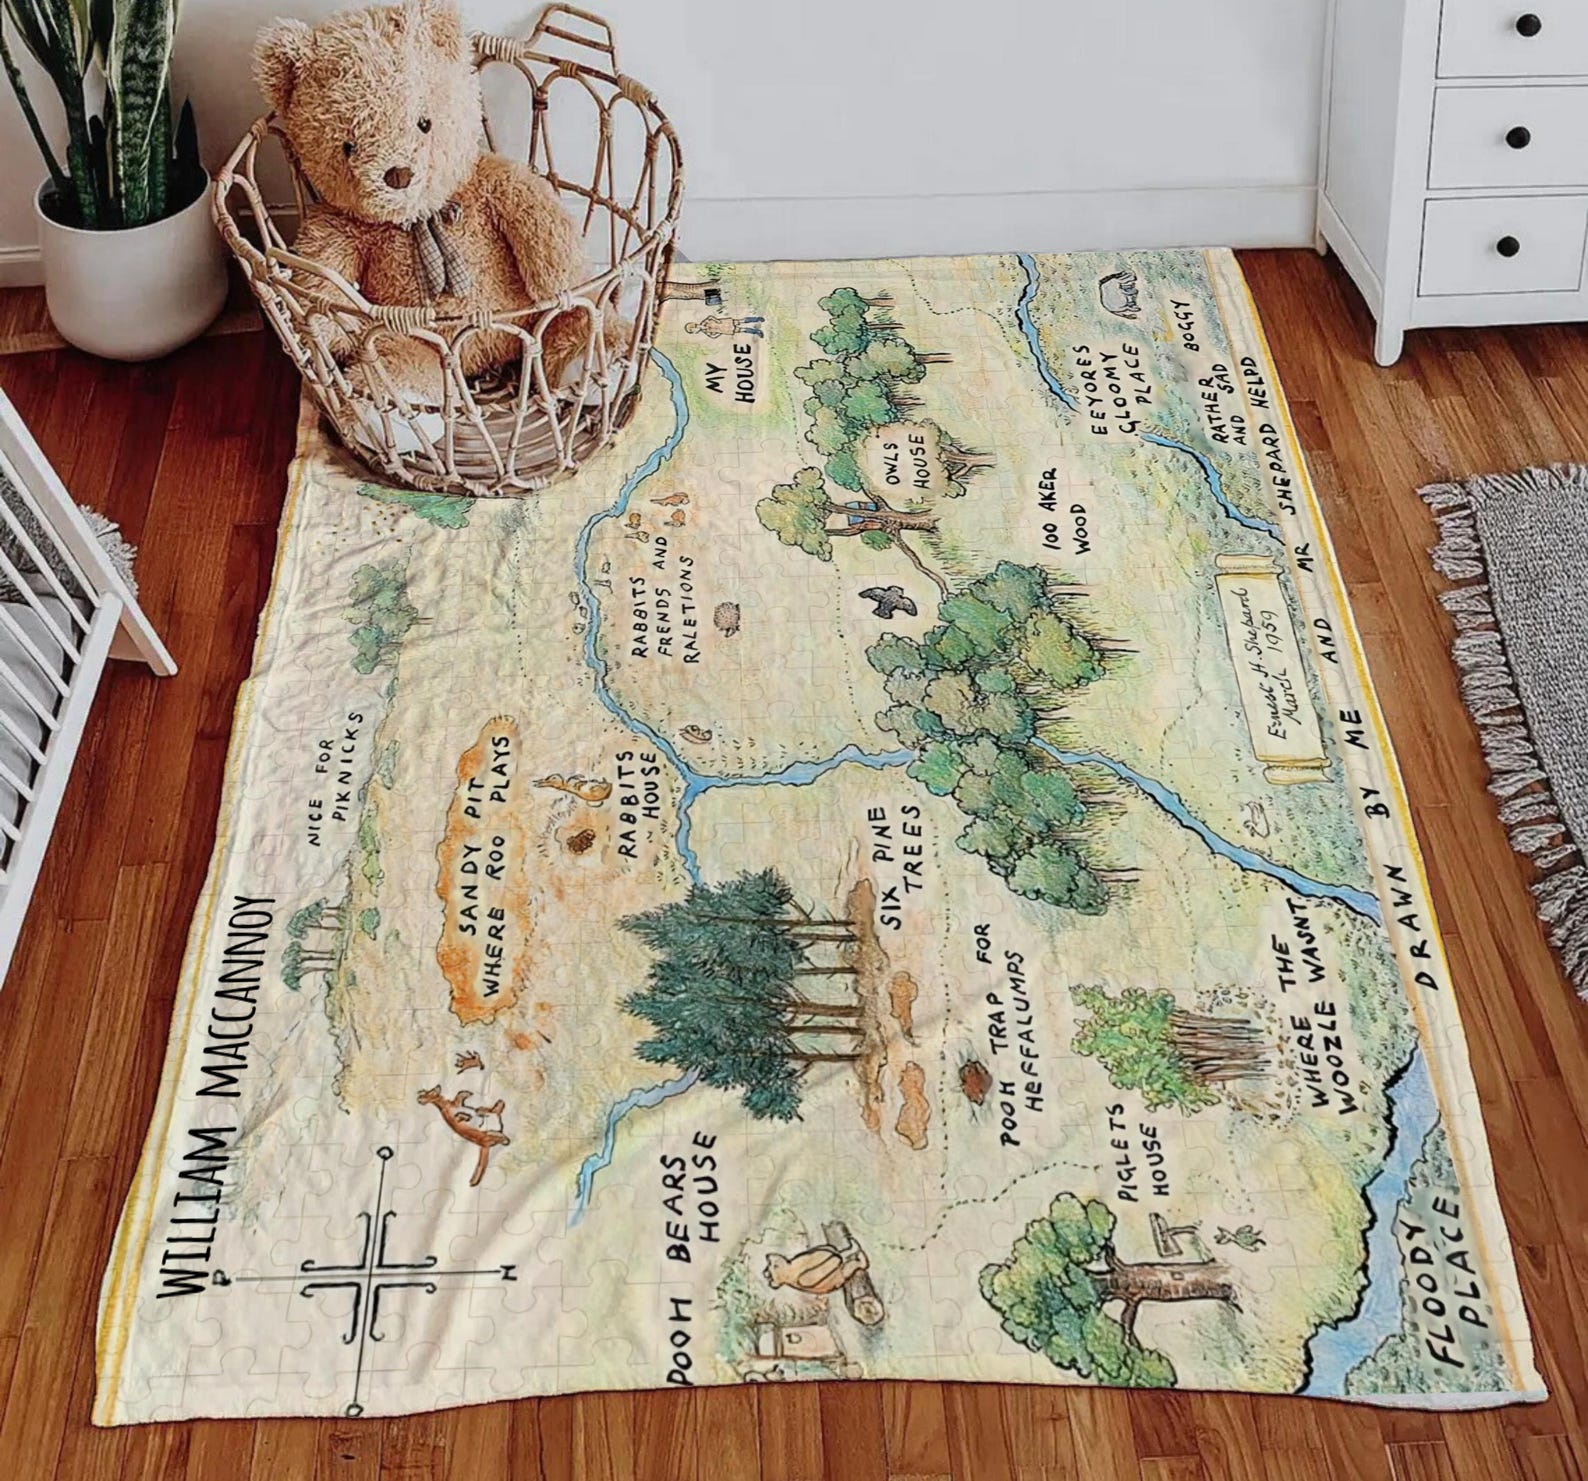 WILLIAM MACCANNOY
P
H
O
O
NICE FOR
PIKNICKS
SANDY PIT
WHERE ROO PLAYS
RABBITS
HOUSE
RABBITS
FRENDS AND
RALETIONS
MY
HOUSE
OWLS
HOUSE
100 AKER
WOOD
EEYORES
GLOOMY
PLACE
RATHER BOGGY
AND SAD
SIX PINE
TREES
POOH TRAP FOR
HEFFALUMPS
POOH BEARS
HOUSE
PIGLETS
HOUSE
WHERE THE
WOOZLE WASNT
FLOODY
PLACE
Ernest H Shepard
March 1959
DRAWN BY ME AND MR SHEPARD HELPD